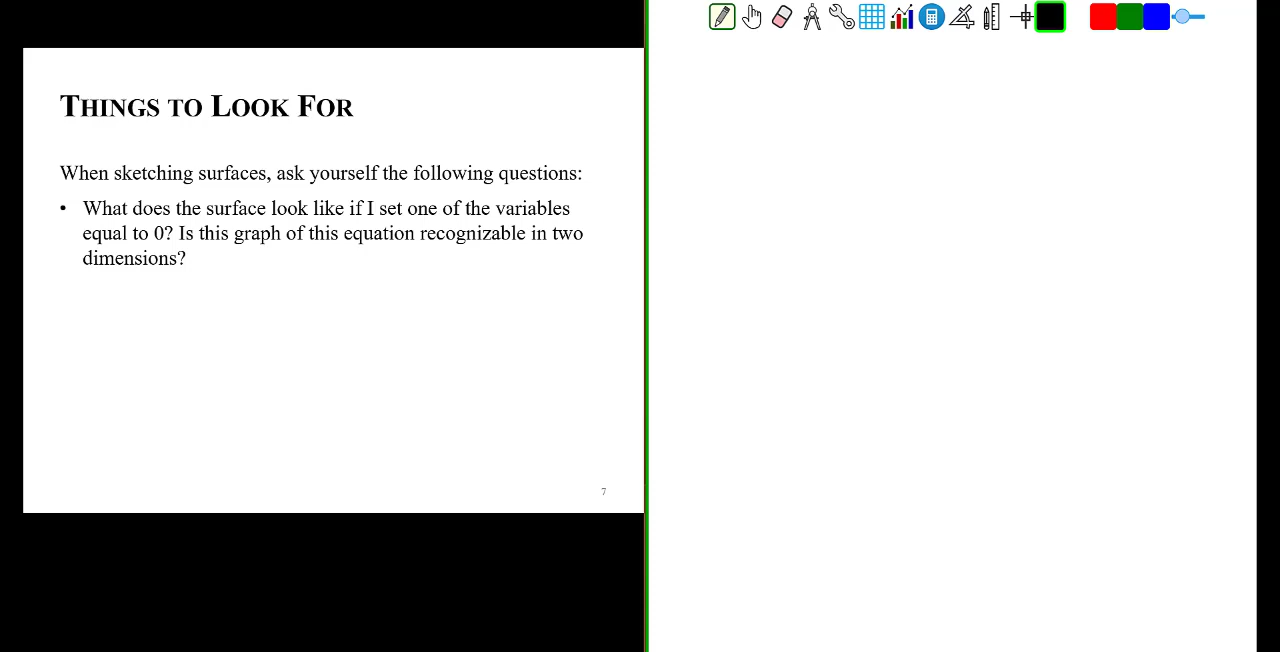 THINGS TO LOOK FOR
When sketching surfaces, ask yourself the following questions:
• What does the surface look like if I set one of the variables
equal to 0? Is this graph of this equation recognizable in two
dimensions?
7